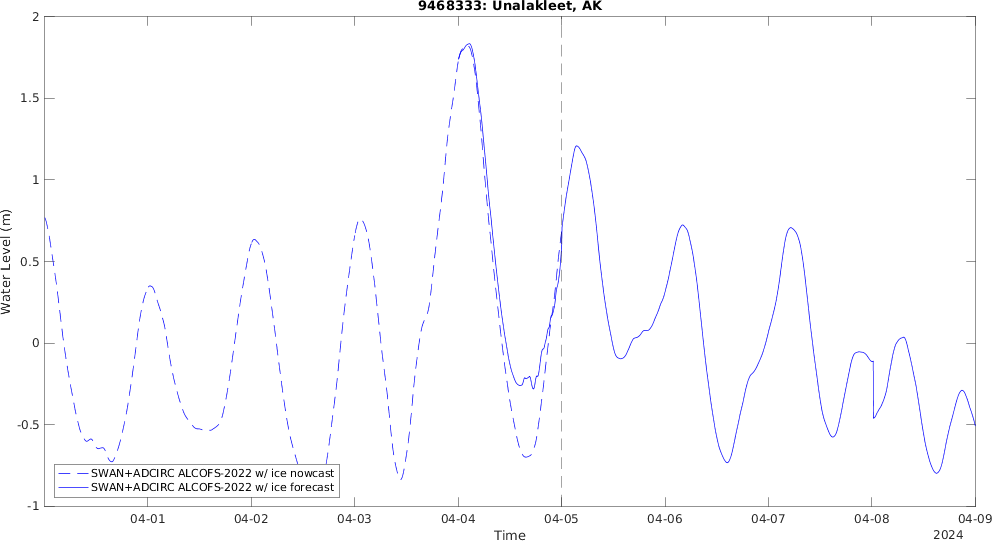 9468333: Unalakleet, AK
2
1.5
1
0.5
0
-0.5
-1
Water Level (m)
SWAN+ADCIRC ALCOFS-2022 w/ ice nowcast
SWAN+ADCIRC ALCOFS-2022 w/ ice forecast
04-01 04-02 04-03 04-04 04-05 04-06 04-07 04-08 04-09
Time
2024